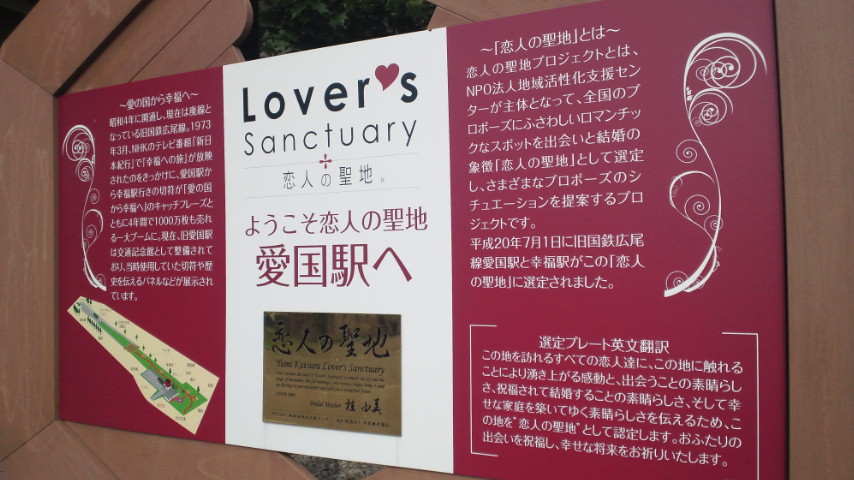 ～愛の国から幸福へ～
昭和4年に開通し、現在は廃線と
なっている旧国鉄広尾線。1973
年3月、NHKのテレビ番組「新日
本紀行」で「幸福への旅」が放映
されたのをきっかけに、愛国駅か
ら幸福駅行きの切符が「愛の国
から幸福へ」のキャッチフレーズと
ともに4年間で1000万枚も売れ
る一大ブームに。現在、旧愛国駅
は交通記念館として整備されて
おり、当時使用していた切符や歴
史を伝えるパネルなどが展示され
ています。
Lover's
Sanctuary
恋人の聖地
ようこそ恋人の聖地
愛国駅へ
恋人の聖地
Yumi Katsura Lover's Sanctuary
桂 由美
～「恋人の聖地」とは～
恋人の聖地プロジェクトとは、
NPO法人地域活性化支援セン
ターが主体となって、全国のプ
ロポーズにふさわしいロマンチッ
クなスポットを出会いと結婚の
象徴「恋人の聖地」として選定
し、さまざまなプロポーズのシ
チュエーションを提案するプロ
ジェクトです。
平成20年7月1日に旧国鉄広尾
線愛国駅と幸福駅がこの「恋人
の聖地」に選定されました。
選定プレート英文翻訳
この地を訪れるすべての恋人達に、この地に触れる
ことにより湧き上がる感動と、出会うことの素晴らし
さ、祝福されて結婚することの素晴らしさ、そして幸
せな家庭を築いてゆく素晴らしさを伝えるため、こ
の地を"恋人の聖地"として認定します。おふたりの
出会いを祝福し、幸せな将来をお祈りいたします。